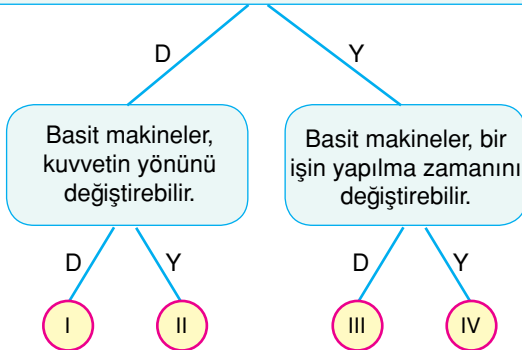 D
Y
Basit makineler,
kuvvetin yönünü
değiştirebilir.
Basit makineler, bir
işin yapılma zamanını
değiştirebilir.
D
Y
D
Y
I
II
III
IV